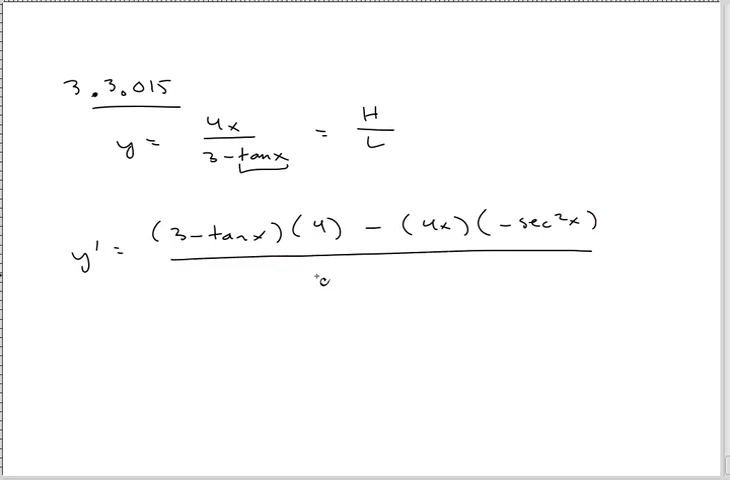 3.3.015
y = 4x / (3 - tanx) = H / L
y' = (3-tanx)(4) - (4x)(-sec²x)